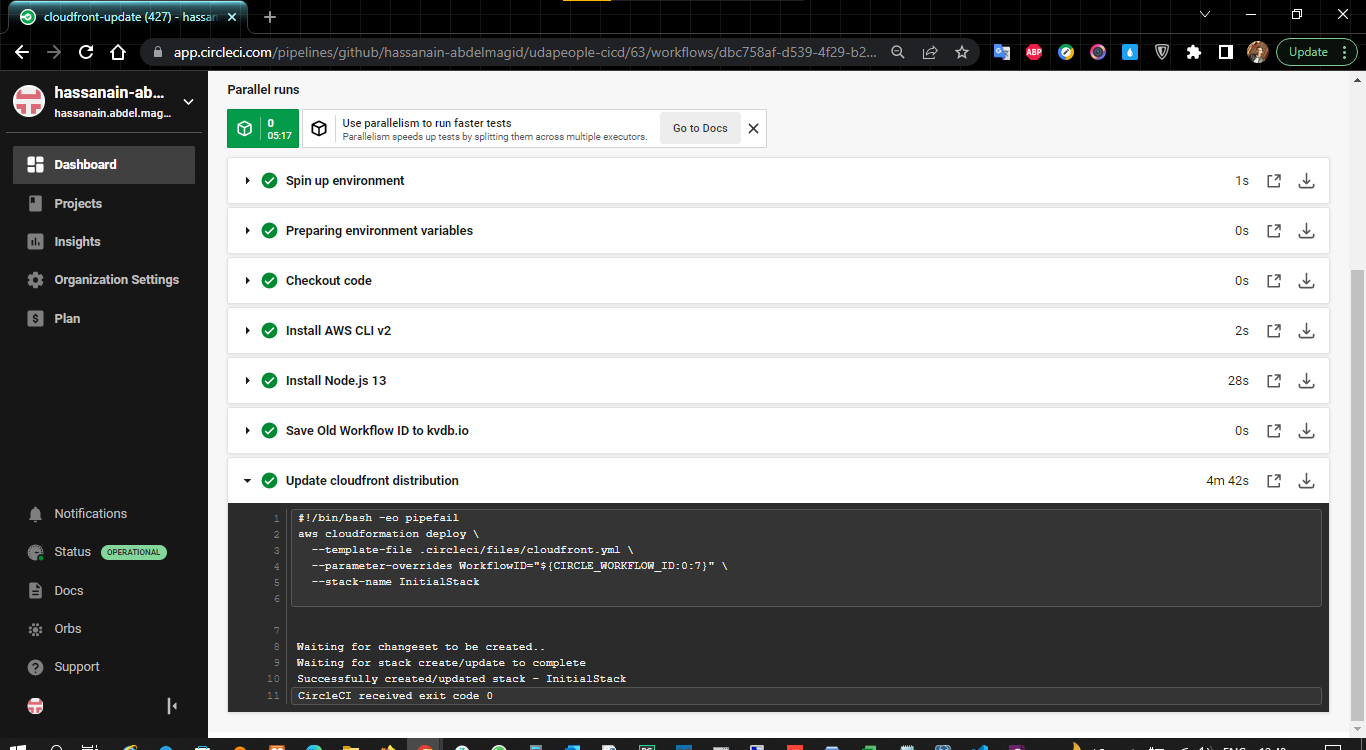 cloudfront-update (427) - hassan
app.circleci.com/pipelines/github/hassanain-abdelmagid/udapeople-cicd/63/workflows/dbc758af-d539-4f29-b2...
ABP
Update
hassanain-ab...
hassanain.abdel.mag...
Dashboard
Projects
Insights
Organization Settings
Plan
Notifications
Status OPERATIONAL
Docs
Orbs
Support
Parallel runs
0
05:17
Use parallelism to run faster tests
Parallelism speeds up tests by splitting them across multiple executors.
Go to Docs
Spin up environment 1s
Preparing environment variables 0s
Checkout code 0s
Install AWS CLI v2 2s
Install Node.js 13 28s
Save Old Workflow ID to kvdb.io 0s
Update cloudfront distribution 4m 42s
1 #!/bin/bash -eo pipefail
2 aws cloudformation deploy \
3 --template-file .circleci/files/cloudfront.yml \
4 --parameter-overrides WorkflowID="${CIRCLE_WORKFLOW_ID:0:7}" \
5 --stack-name InitialStack
6
7
8 Waiting for changeset to be created..
9 Waiting for stack create/update to complete
10 Successfully created/updated stack - InitialStack
11 CircleCI received exit code 0